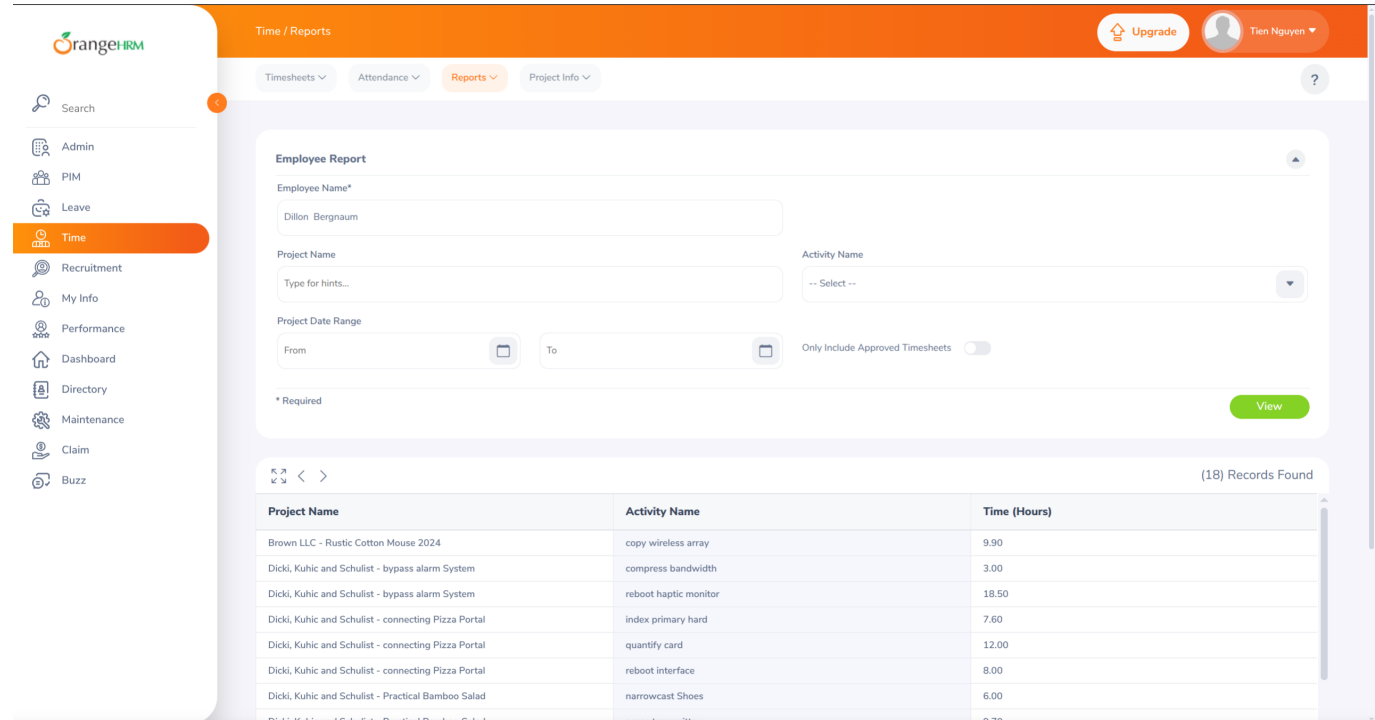 OrangeHRM
Time / Reports
Upgrade
Tien Nguyen
Timesheets
Attendance
Reports
Project Info
?
Search
Admin
PIM
Leave
Time
Recruitment
My Info
Performance
Dashboard
Directory
Maintenance
Claim
Buzz
Employee Report
Employee Name*
Dillon Bergnaum
Project Name
Activity Name
Type for hints...
-- Select --
Project Date Range
From
To
Only Include Approved Timesheets
* Required
View
(18) Records Found
Project Name Activity Name Time (Hours)
Brown LLC - Rustic Cotton Mouse 2024 copy wireless array 9.90
Dicki, Kuhic and Schulist - bypass alarm System compress bandwidth 3.00
Dicki, Kuhic and Schulist - bypass alarm System reboot haptic monitor 18.50
Dicki, Kuhic and Schulist - connecting Pizza Portal index primary hard 7.60
Dicki, Kuhic and Schulist - connecting Pizza Portal quantify card 12.00
Dicki, Kuhic and Schulist - connecting Pizza Portal reboot interface 8.00
Dicki, Kuhic and Schulist - Practical Bamboo Salad narrowcast Shoes 6.00